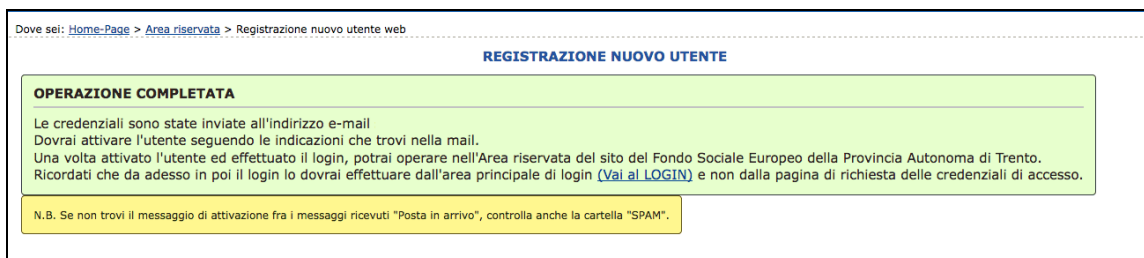 Dove sei: Home-Page > Area riservata > Registrazione nuovo utente web
REGISTRAZIONE NUOVO UTENTE
OPERAZIONE COMPLETATA
Le credenziali sono state inviate all'indirizzo e-mail
Dovrai attivare l'utente seguendo le indicazioni che trovi nella mail.
Una volta attivato l'utente ed effettuato il login, potrai operare nell'Area riservata del sito del Fondo Sociale Europeo della Provincia Autonoma di Trento.
Ricordati che da adesso in poi il login lo dovrai effettuare dall'area principale di login (Vai al LOGIN) e non dalla pagina di richiesta delle credenziali di accesso.
N.B. Se non trovi il messaggio di attivazione fra i messaggi ricevuti "Posta in arrivo", controlla anche la cartella "SPAM".